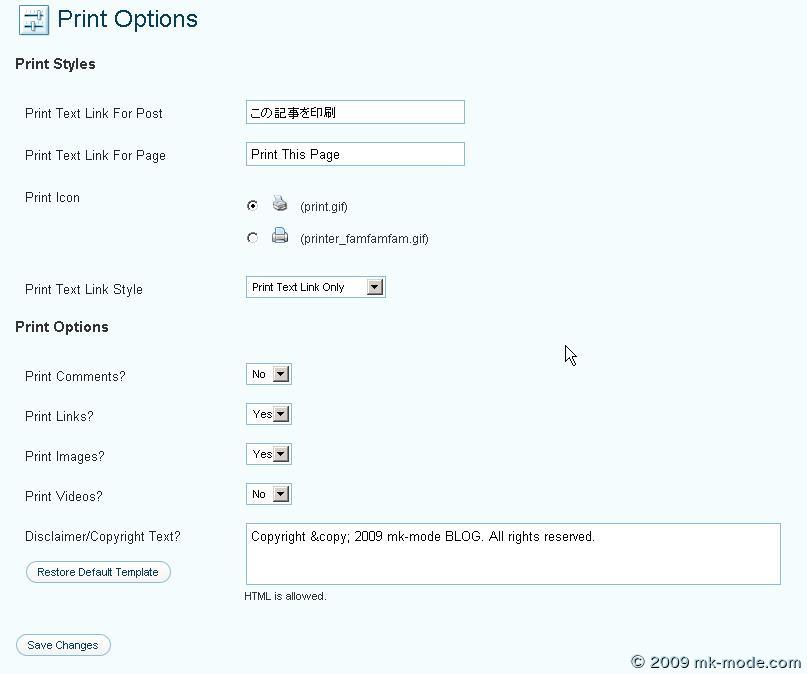 Print Options
Print Styles
Print Text Link For Post
この記事を印刷
Print Text Link For Page
Print This Page
Print Icon
(print.gif)
(printer_famfamfam.gif)
Print Text Link Style
Print Text Link Only
Print Options
Print Comments?
No
Print Links?
Yes
Print Images?
Yes
Print Videos?
No
Disclaimer/Copyright Text?
Copyright &copy; 2009 mk-mode BLOG. All rights reserved.
Restore Default Template
HTML is allowed.
Save Changes
© 2009 mk-mode.com